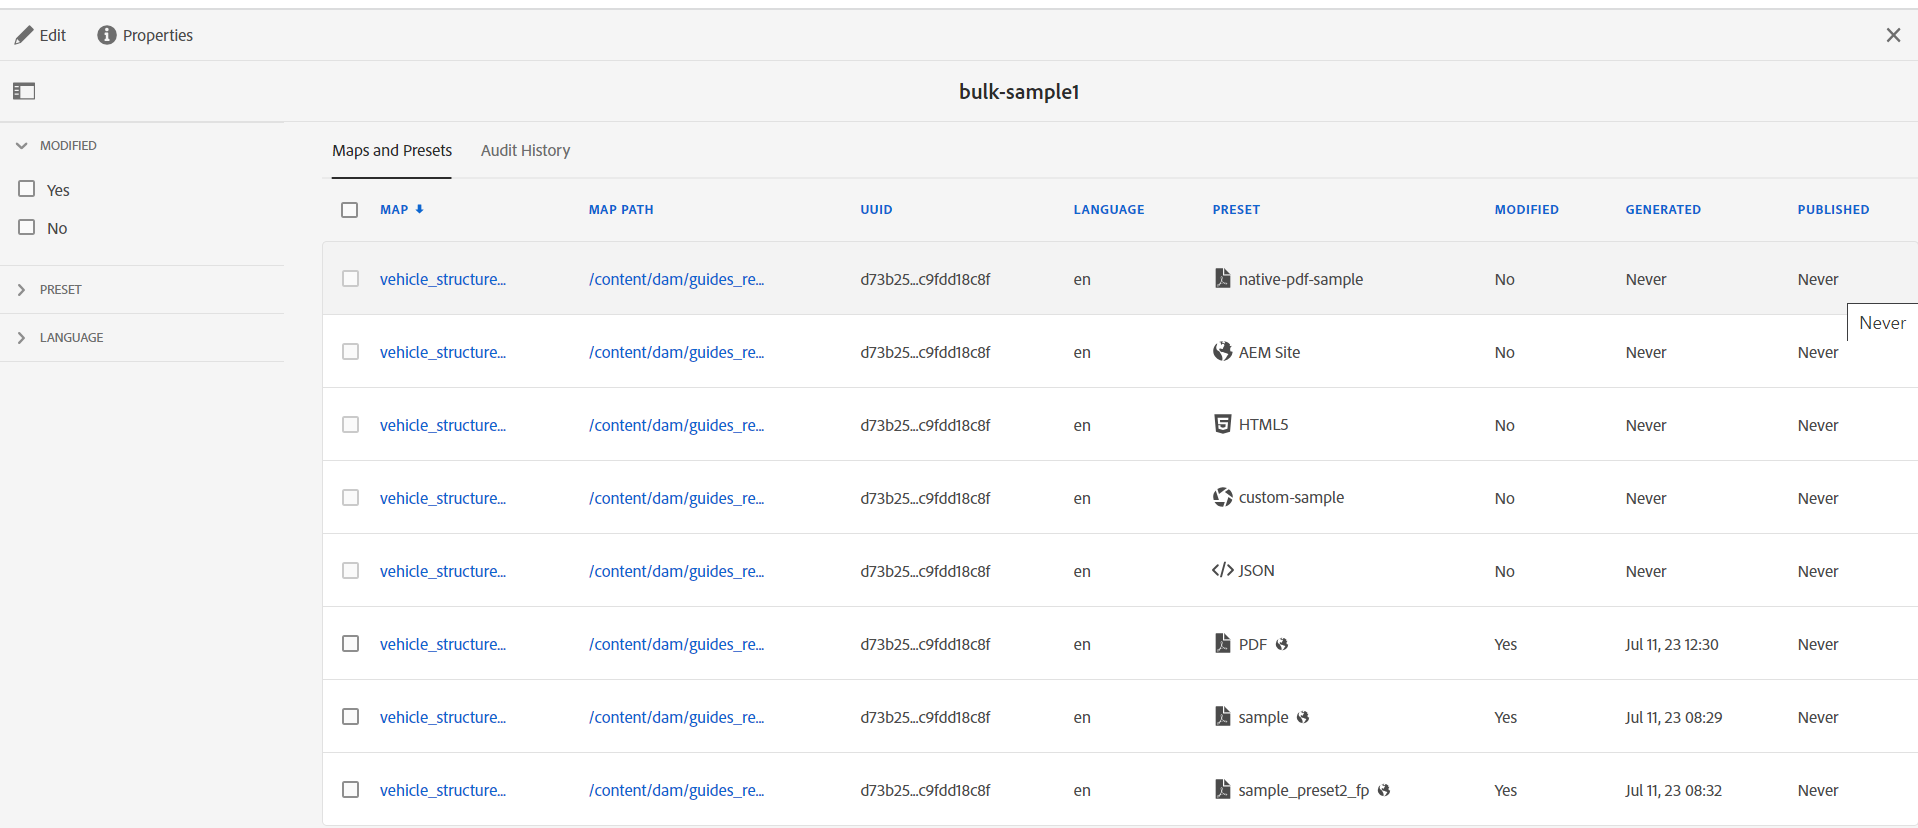 Edit Properties
bulk-sample1
MODIFIED
Yes
No
PRESET
LANGUAGE
Maps and Presets Audit History
MAP MAP PATH UUID LANGUAGE PRESET MODIFIED GENERATED PUBLISHED
vehicle_structure... /content/dam/guides_re... d73b25...c9fdd18c8f en native-pdf-sample No Never Never
Never
vehicle_structure... /content/dam/guides_re... d73b25...c9fdd18c8f en AEM Site No Never Never
vehicle_structure... /content/dam/guides_re... d73b25...c9fdd18c8f en HTML5 No Never Never
vehicle_structure... /content/dam/guides_re... d73b25...c9fdd18c8f en custom-sample No Never Never
vehicle_structure... /content/dam/guides_re... d73b25...c9fdd18c8f en JSON No Never Never
vehicle_structure... /content/dam/guides_re... d73b25...c9fdd18c8f en PDF Yes Jul 11, 23 12:30 Never
vehicle_structure... /content/dam/guides_re... d73b25...c9fdd18c8f en sample Yes Jul 11, 23 08:29 Never
vehicle_structure... /content/dam/guides_re... d73b25...c9fdd18c8f en sample_preset2_fp Yes Jul 11, 23 08:32 Never